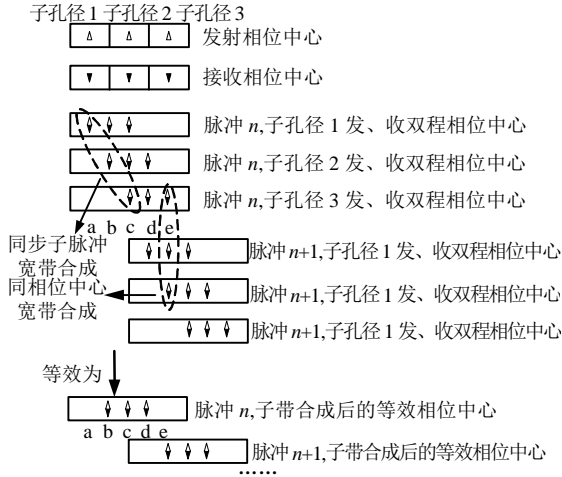 子孔径 1 子孔径 2 子孔径 3
发射相位中心
接收相位中心
脉冲 n,子孔径 1 发、收双程相位中心
脉冲 n,子孔径 2 发、收双程相位中心
脉冲 n,子孔径 3 发、收双程相位中心
a b c d e
同步子脉冲
宽带合成
同相位中心
宽带合成
脉冲 n+1,子孔径 1 发、收双程相位中心
脉冲 n+1,子孔径 1 发、收双程相位中心
脉冲 n+1,子孔径 1 发、收双程相位中心
等效为
脉冲 n,子带合成后的等效相位中心
a b c d e
脉冲 n+1,子带合成后的等效相位中心
……